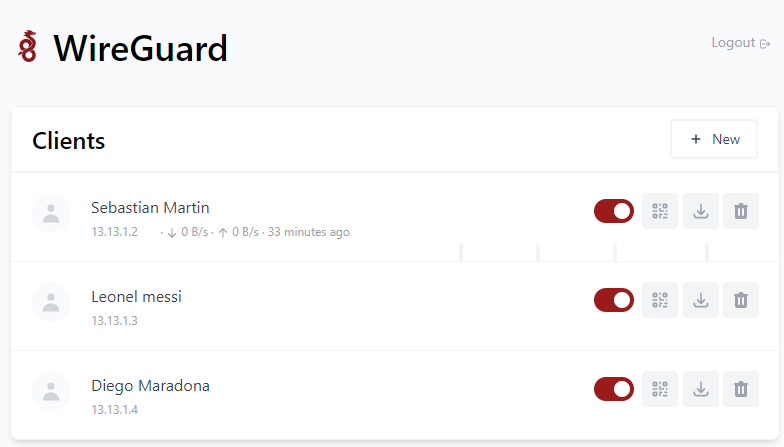 WireGuard
Logout
Clients
+ New
Sebastian Martin
13.13.1.2 · ↓ 0 B/s · ↑ 0 B/s · 33 minutes ago
Leonel messi
13.13.1.3
Diego Maradona
13.13.1.4